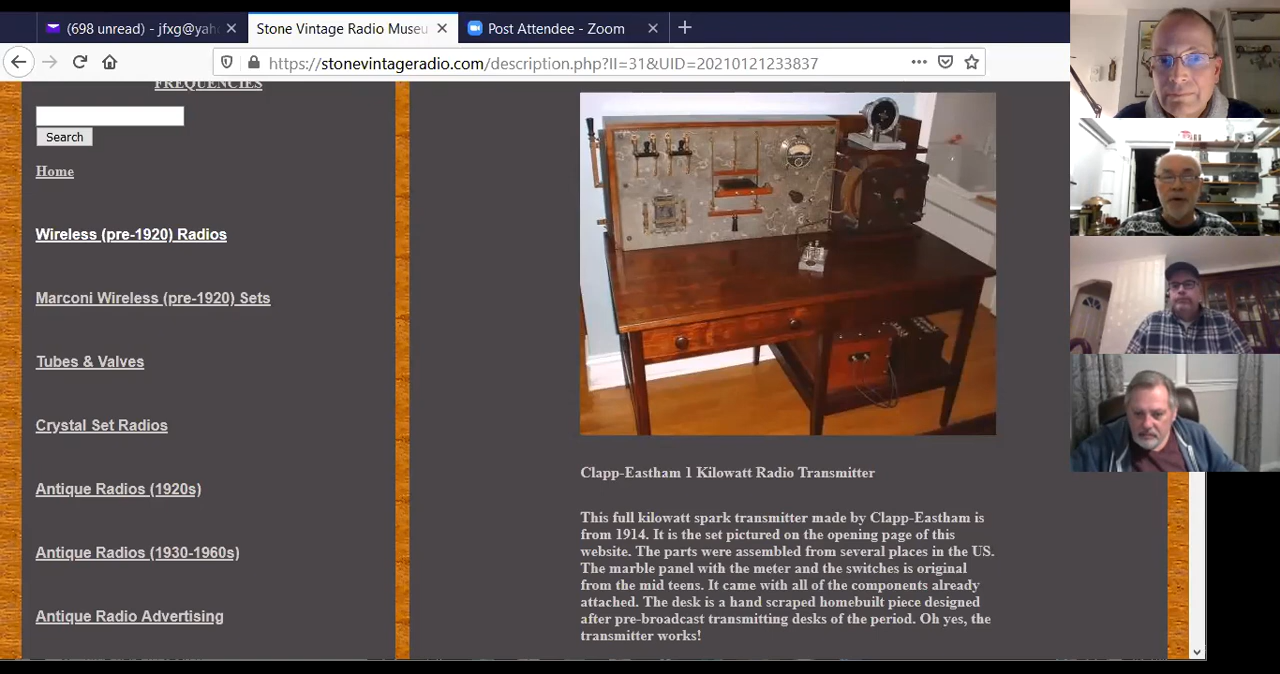 (698 unread) - jfxg@yah
Stone Vintage Radio Museu
Post Attendee - Zoom
https://stonevintageradio.com/description.php?II=31&UID=20210121233837
FREQUENCIES
Search
Home
Wireless (pre-1920) Radios
Marconi Wireless (pre-1920) Sets
Tubes & Valves
Crystal Set Radios
Antique Radios (1920s)
Antique Radios (1930-1960s)
Antique Radio Advertising
Clapp-Eastham 1 Kilowatt Radio Transmitter
This full kilowatt spark transmitter made by Clapp-Eastham is
from 1914. It is the set pictured on the opening page of this
website. The parts were assembled from several places in the US.
The marble panel with the meter and the switches is original
from the mid teens. It came with all of the components already
attached. The desk is a hand scraped homebuilt piece designed
after pre-broadcast transmitting desks of the period. Oh yes, the
transmitter works!